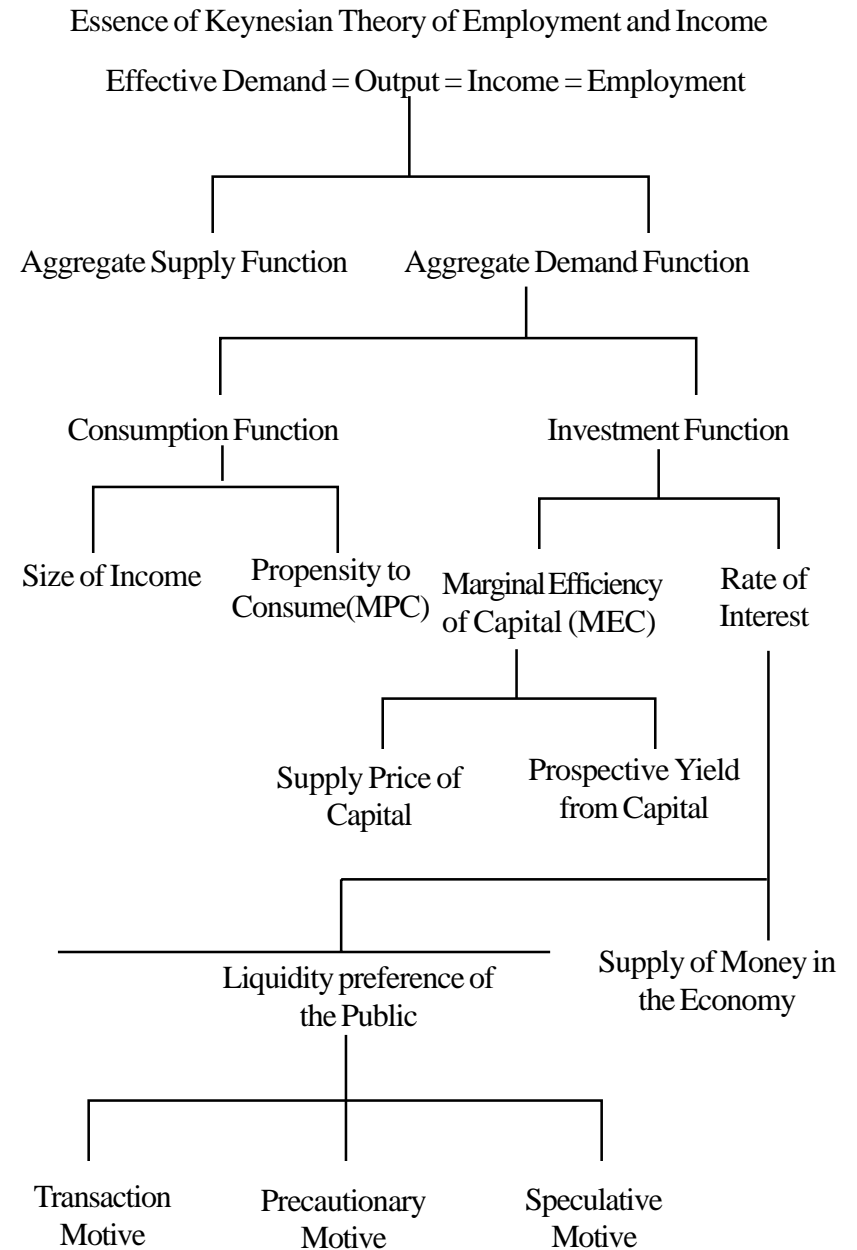 Essence of Keynesian Theory of Employment and Income
Effective Demand = Output = Income = Employment
Aggregate Supply Function
Aggregate Demand Function
Consumption Function
Investment Function
Size of Income
Propensity to
Consume(MPC)
Marginal Efficiency
of Capital (MEC)
Rate of
Interest
Supply Price of
Capital
Prospective Yield
from Capital
Liquidity preference of
the Public
Supply of Money in
the Economy
Transaction
Motive
Precautionary
Motive
Speculative
Motive